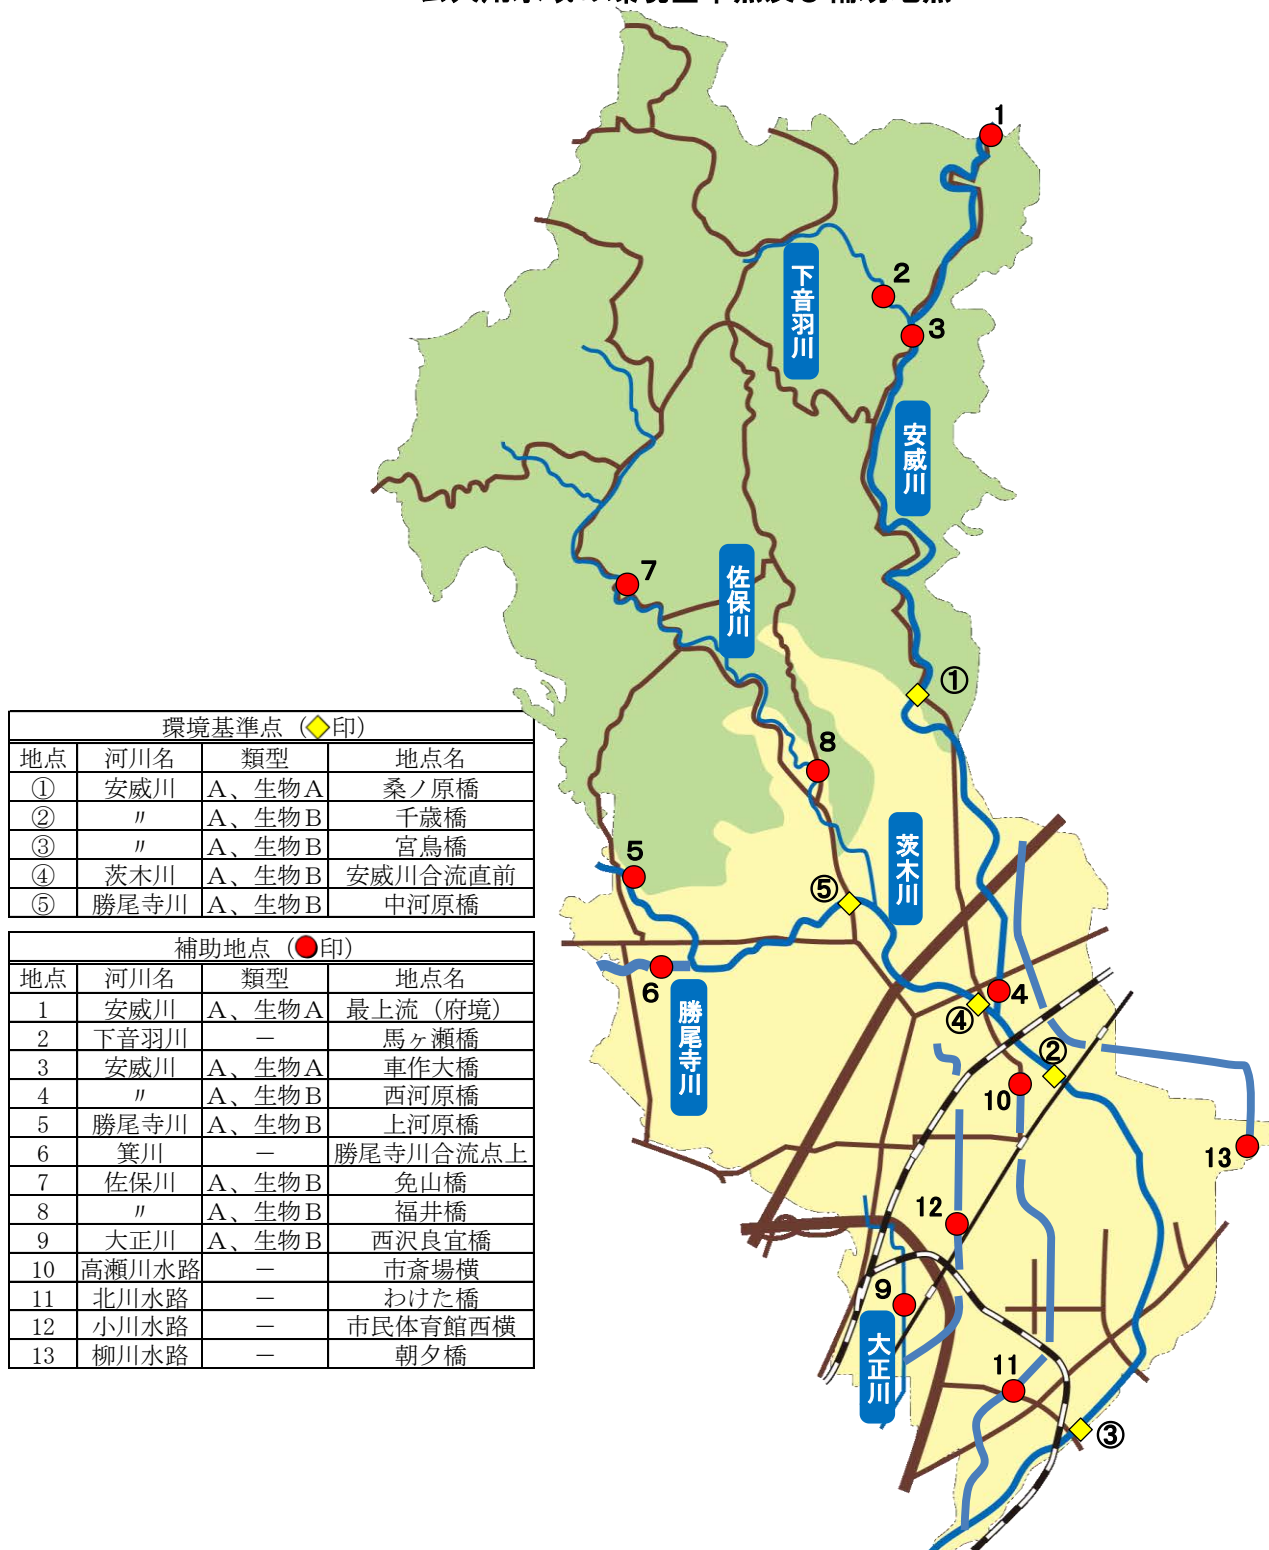 環境基準点（◇印）
地点 河川名 類型 地点名
① 安威川 Ａ、生物Ａ 桑ノ原橋
② 〃 Ａ、生物Ｂ 千歳橋
③ 〃 Ａ、生物Ｂ 宮鳥橋
④ 茨木川 Ａ、生物Ｂ 安威川合流直前
⑤ 勝尾寺川 Ａ、生物Ｂ 中河原橋
補助地点（●印）
地点 河川名 類型 地点名
1 安威川 Ａ、生物Ａ 最上流（府境）
2 下音羽川 － 馬ヶ瀬橋
3 安威川 Ａ、生物Ａ 車作大橋
4 〃 Ａ、生物Ｂ 西河原橋
5 勝尾寺川 Ａ、生物Ｂ 上河原橋
6 箕川 － 勝尾寺川合流点上
7 佐保川 Ａ、生物Ｂ 免山橋
8 〃 Ａ、生物Ｂ 福井橋
9 大正川 Ａ、生物Ｂ 西沢良宜橋
10 高瀬川水路 － 市斎場横
11 北川水路 － わけた橋
12 小川水路 － 市民体育館西横
13 柳川水路 － 朝夕橋
1
2
下音羽川
3
安威川
7
佐保川
①
8
茨木川
5
⑤
6
勝尾寺川
4
④
②
10
13
12
9
大正川
11
③